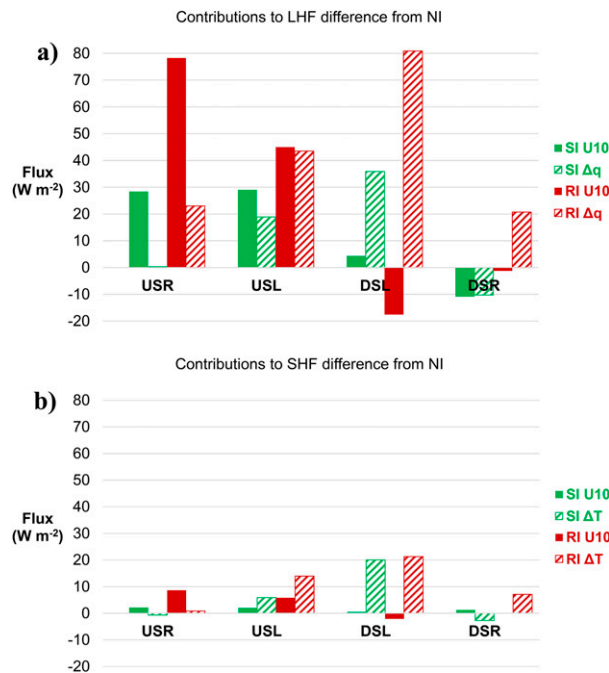 Contributions to LHF difference from NI
a)
80
70
60
50
40
30
20
10
0
-10
-20
Flux
(W m-2)
USR
USL
DSL
DSR
SI U10
SI Δq
RI U10
RI Δq
Contributions to SHF difference from NI
b)
80
70
60
50
40
30
20
10
0
-10
-20
Flux
(W m-2)
USR
USL
DSL
DSR
SI U10
SI ΔT
RI U10
RI ΔT